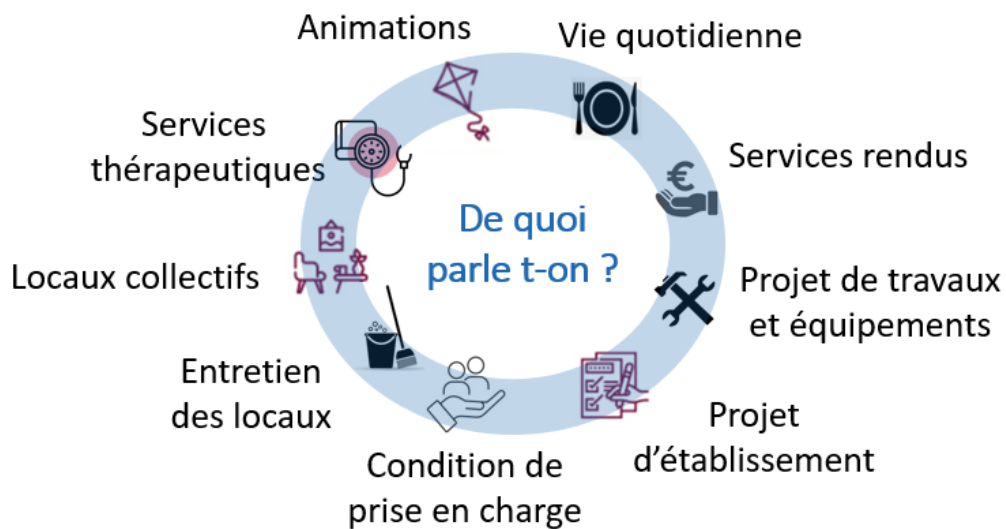 De quoi
parle t-on ?
Animations
Vie quotidienne
Services rendus
€
Projet de travaux
et équipements
Projet
d'établissement
Condition de
prise en charge
Entretien
des locaux
Locaux collectifs
Services
thérapeutiques